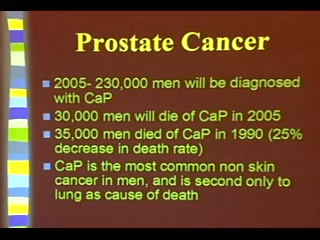 Prostate Cancer
2005- 230,000 men will be diagnosed
with CaP
30,000 men will die of CaP in 2005
35,000 men died of CaP in 1990 (25%
decrease in death rate)
CaP is the most common non skin
cancer in men, and is second only to
lung as cause of death